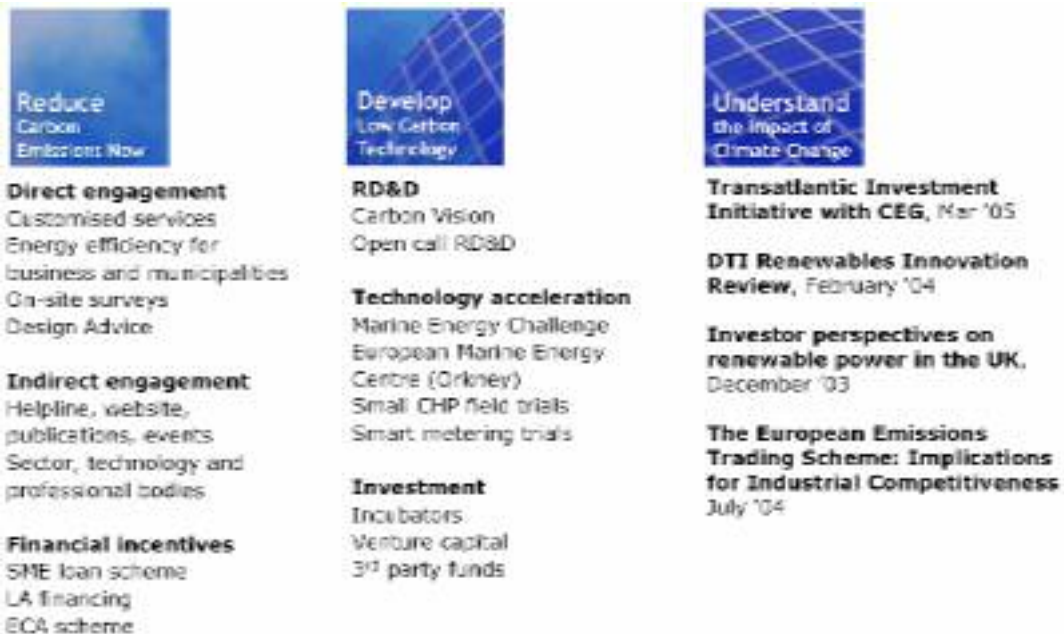 Reduce
Carbon
Emissions Now
Direct engagement
Customised services
Energy efficiency for
business and municipalities
On-site surveys
Design Advice
Indirect engagement
Helpline, website,
publications, events
Sector, technology and
professional bodies
Financial incentives
SME loan scheme
LA financing
ECA scheme
Develop
Low Carbon
Technology
RD&D
Carbon Vision
Open call RD&D
Technology acceleration
Marine Energy Challenge
European Marine Energy
Centre (Orkney)
Small CHP field trials
Smart metering trials
Investment
Incubators
Venture capital
3rd party funds
Understand
the impact of
Climate Change
Transatlantic Investment
Initiative with CEG, Mar '05
DTI Renewables Innovation
Review, February '04
Investor perspectives on
renewable power in the UK,
December '03
The European Emissions
Trading Scheme: Implications
for Industrial Competitiveness
July '04